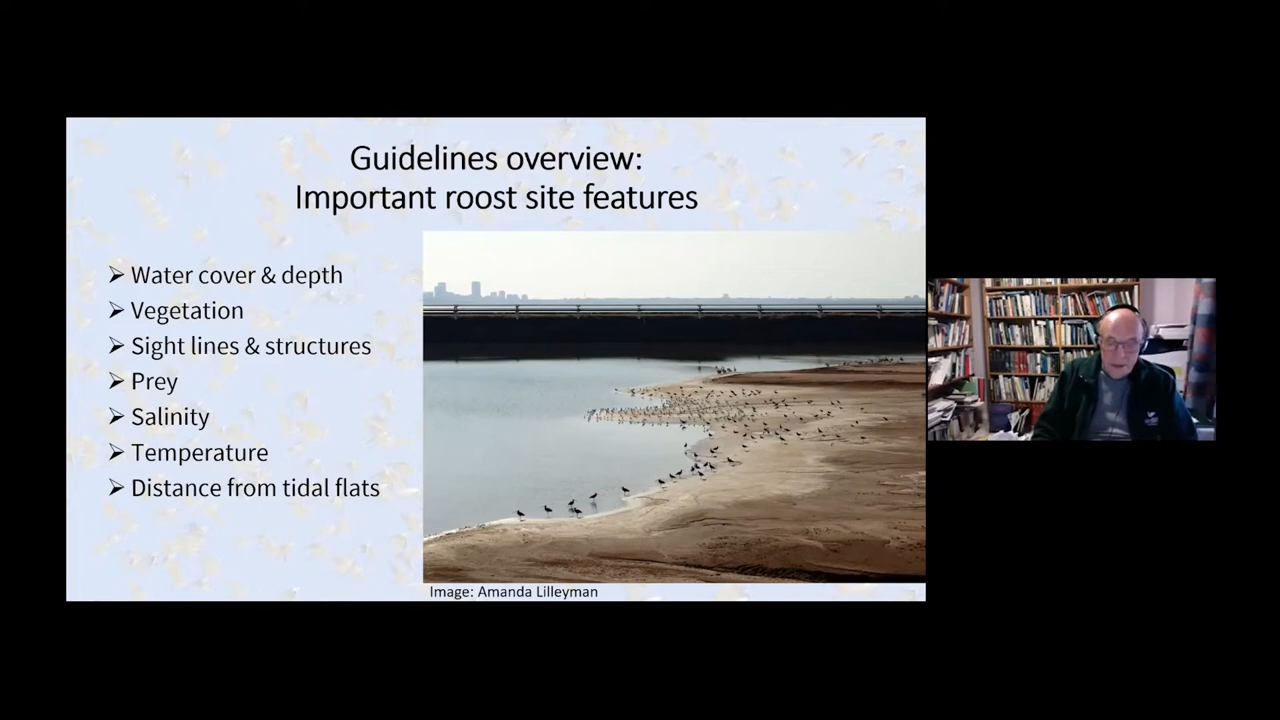 Guidelines overview:
Important roost site features
➢ Water cover & depth
➢ Vegetation
➢ Sight lines & structures
➢ Prey
➢ Salinity
➢ Temperature
➢ Distance from tidal flats
Image: Amanda Lilleyman